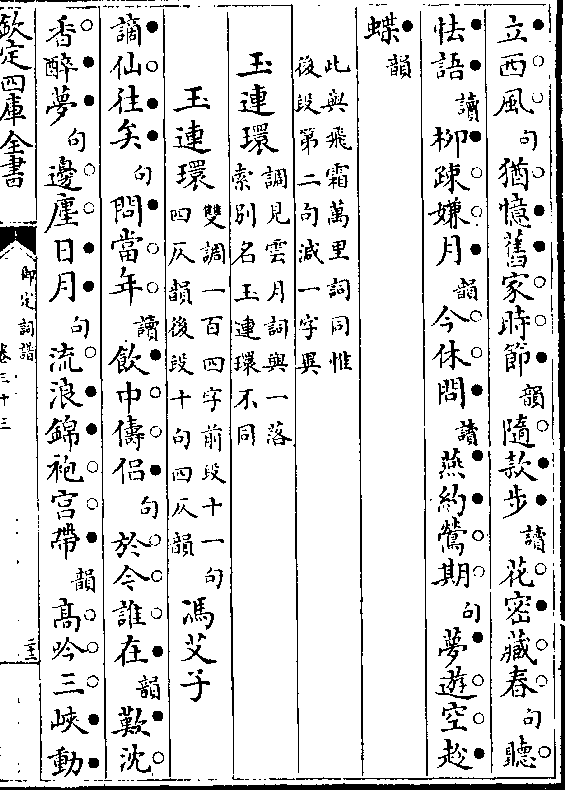 立西風句猶憶舊家時節韻隨款步讀花密藏春句聽
怯語讀柳疎嫌月韻今休問讀燕約鶯期句夢遊空趂
蝶韻
此與飛霜萬里詞同惟
後段第二句減一字異
玉連環調見雲月詞與一落
索别名玉連環不同
玉連環雙調一百四字前段十一句
四仄韻後段十句四仄韻馮艾子
謫仙往矣句問當年讀飲中儔侣句於今誰在韻歎沈
香醉夢句邊塵日月句流浪錦袍宫帶韻高吟三峽動
欽定四庫全書
御定詞譜
卷三十三
二十三